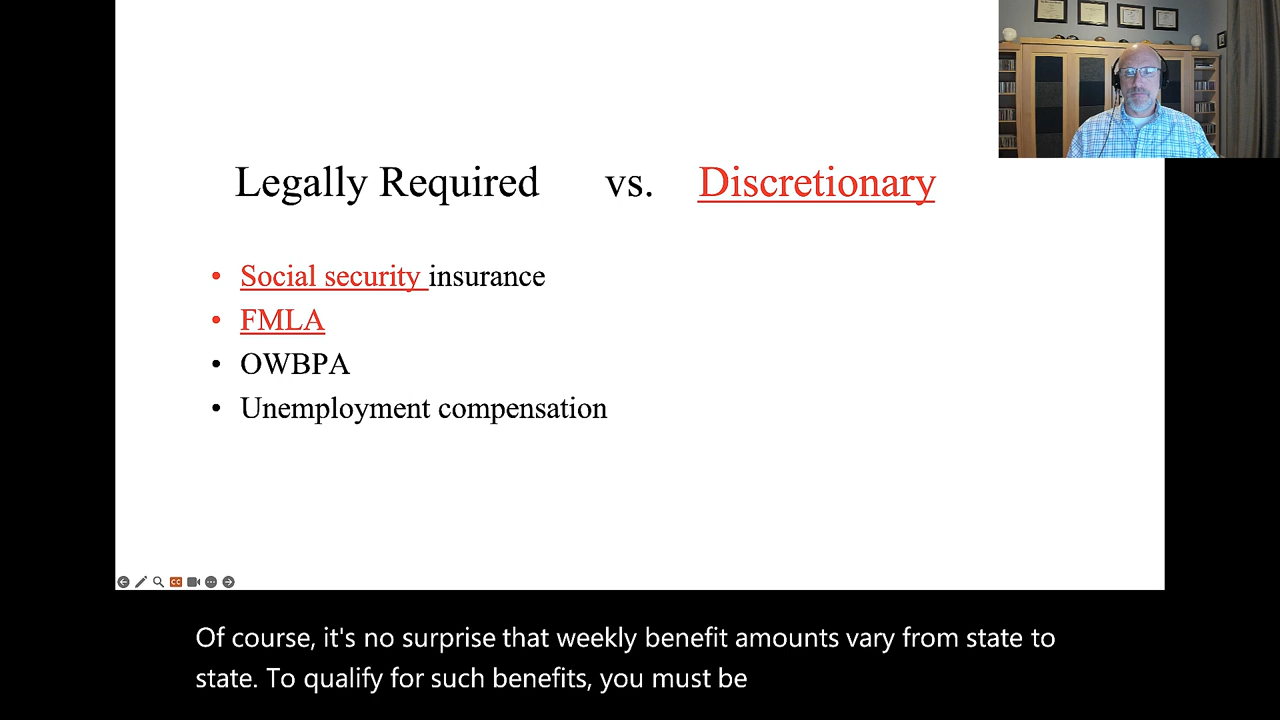 Legally Required vs. Discretionary
• Social security insurance
• FMLA
• OWBPA
• Unemployment compensation
CC
Of course, it's no surprise that weekly benefit amounts vary from state to
state. To qualify for such benefits, you must be